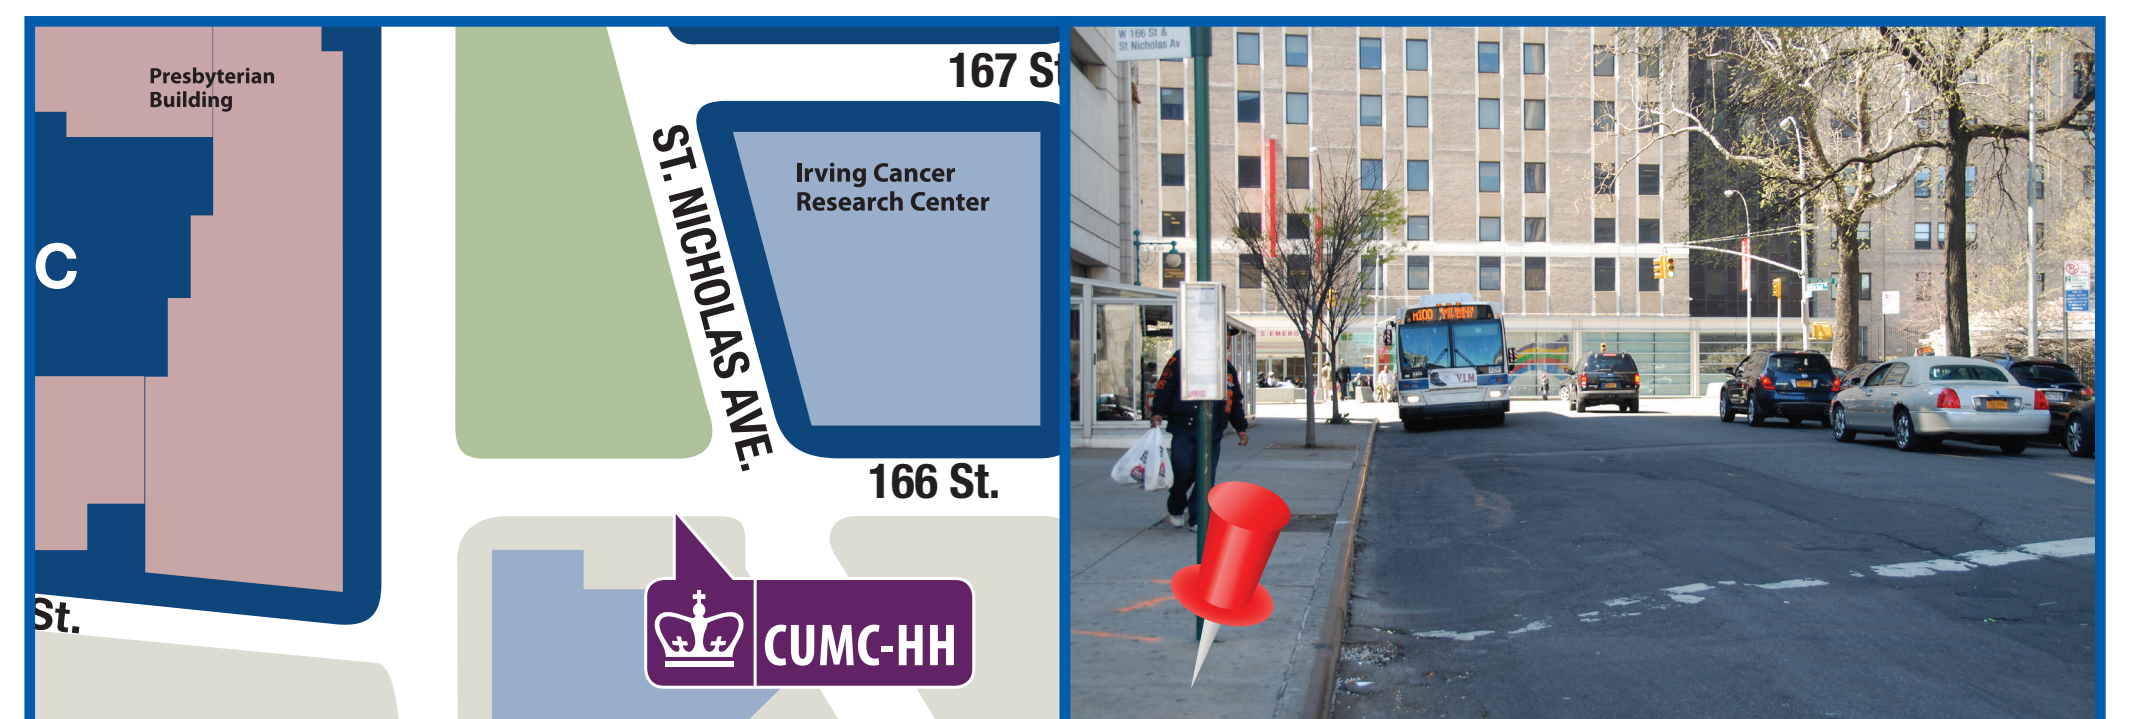 Presbyterian
Building
C
St.
167 St
ST. NICHOLAS AVE.
Irving Cancer
Research Center
166 St.
CUMC-HH
W 166 St &
St Nicholas Av
M100
S EMERG